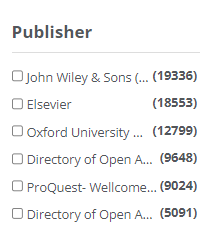 Publisher
John Wiley & Sons (... (19336)
Elsevier (18553)
Oxford University ... (12799)
Directory of Open A... (9648)
ProQuest- Wellcome... (9024)
Directory of Open A... (5091)